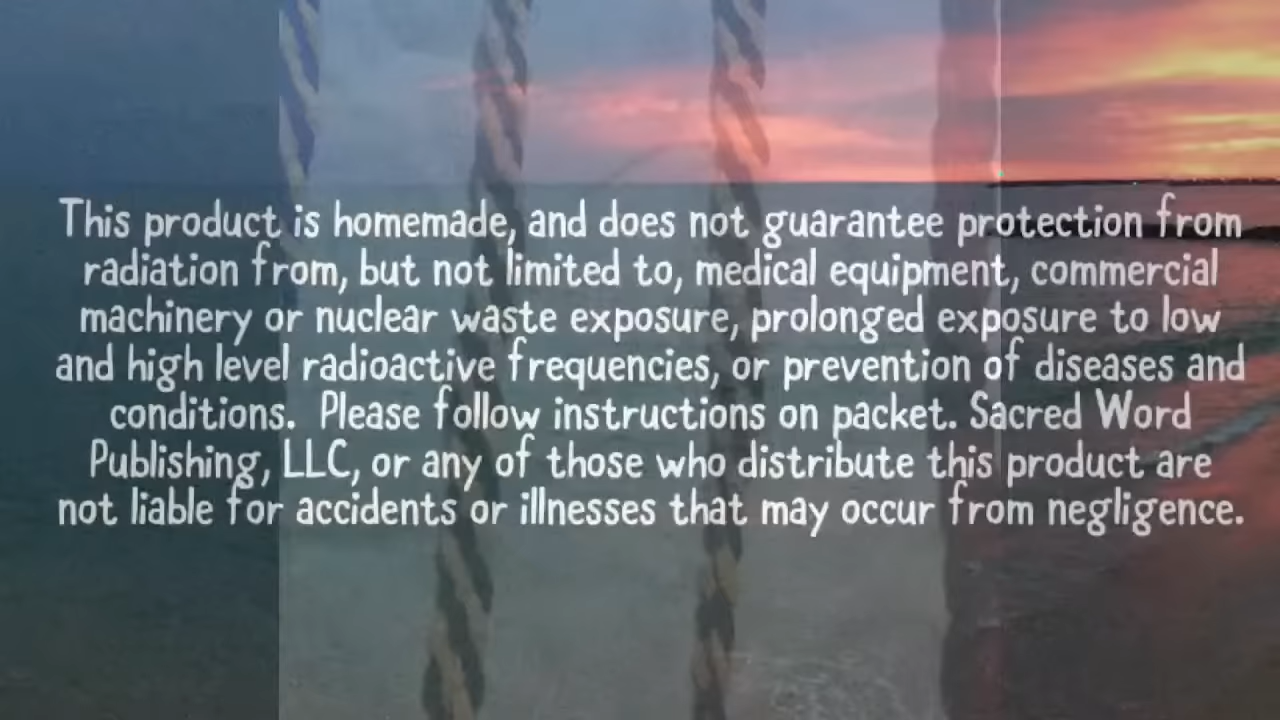 This product is homemade, and does not guarantee protection from
radiation from, but not limited to, medical equipment, commercial
machinery or nuclear waste exposure, prolonged exposure to low
and high level radioactive frequencies, or prevention of diseases and
conditions.  Please follow instructions on packet. Sacred Word
Publishing, LLC, or any of those who distribute this product are
not liable for accidents or illnesses that may occur from negligence.